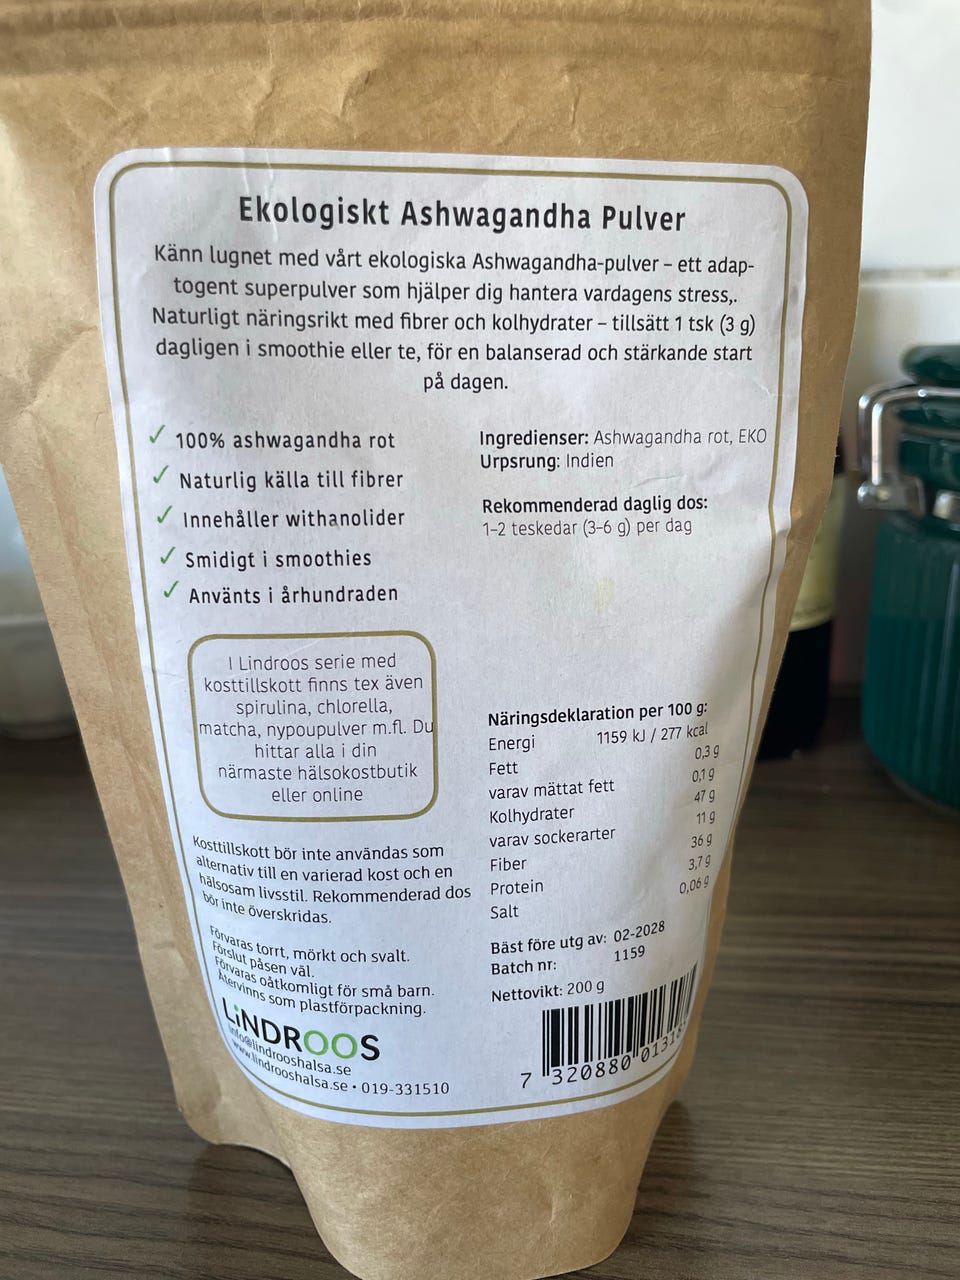 Ekologiskt Ashwagandha Pulver
Känn lugnet med vårt ekologiska Ashwagandha-pulver – ett adap-
togent superpulver som hjälper dig hantera vardagens stress,.
Naturligt näringsrikt med fibrer och kolhydrater – tillsätt 1 tsk (3 g)
dagligen i smoothie eller te, för en balanserad och stärkande start
på dagen.
✓ 100% ashwagandha rot
✓ Naturlig källa till fibrer
✓ Innehåller withanolider
✓ Smidigt i smoothies
✓ Använts i århundraden
Ingredienser: Ashwagandha rot, EKO
Urpsrung: Indien
Rekommenderad daglig dos:
1–2 teskedar (3–6 g) per dag
I Lindroos serie med
kosttillskott finns tex även
spirulina, chlorella,
matcha, nypoupulver m.fl. Du
hittar alla i din
närmaste hälsokostbutik
eller online
Näringsdeklaration per 100 g:
Energi 1159 kJ / 277 kcal
Fett 0,3 g
varav mättat fett 0,1 g
Kolhydrater 47 g
varav sockerarter 11 g
Fiber 36 g
Protein 3,7 g
Salt 0,06 g
Kosttillskott bör inte användas som
alternativ till en varierad kost och en
hälsosam livsstil. Rekommenderad dos
bör inte överskridas.
Förvaras torrt, mörkt och svalt.
Förslut påsen väl.
Förvaras oåtkomligt för små barn.
Återvinns som plastförpackning.
Bäst före utg av: 02-2028
Batch nr: 1159
Nettovikt: 200 g
LiNDROOS
info@lindrooshalsa.se
www.lindrooshalsa.se • 019-331510
7 320880 0131